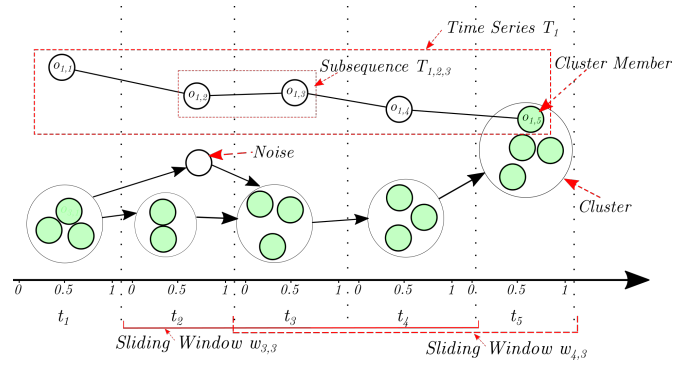 Time Series T1
o1,1
Subsequence T1,2,3
Cluster Member
o1,2
o1,3
o1,4
o1,5
Noise
Cluster
0 0.5 1 0 0.5 1 0 0.5 1 0 0.5 1 0 0.5 1
t1 t2 t3 t4 t5
Sliding Window w3,3
Sliding Window w4,3